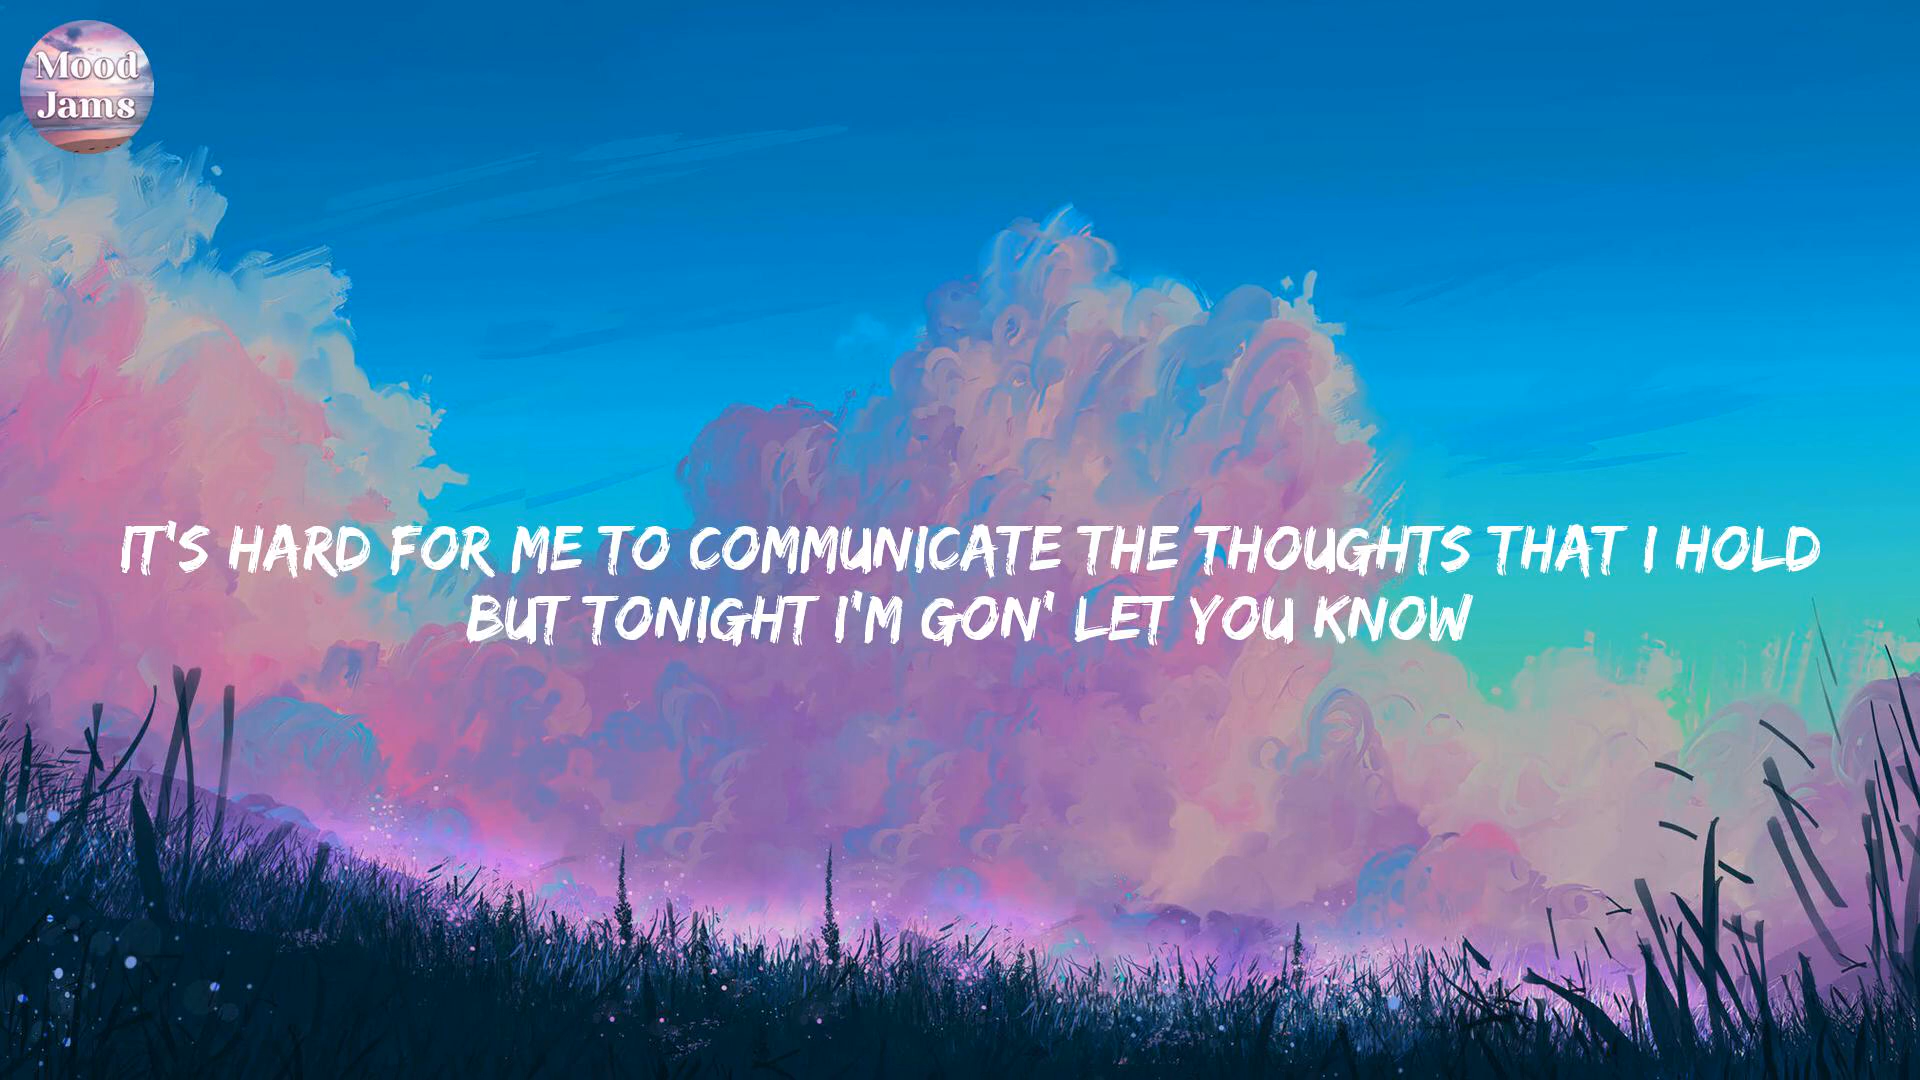 Mood
Jams
IT'S HARD FOR ME TO COMMUNICATE THE THOUGHTS THAT I HOLD
BUT TONIGHT I'M GON' LET YOU KNOW